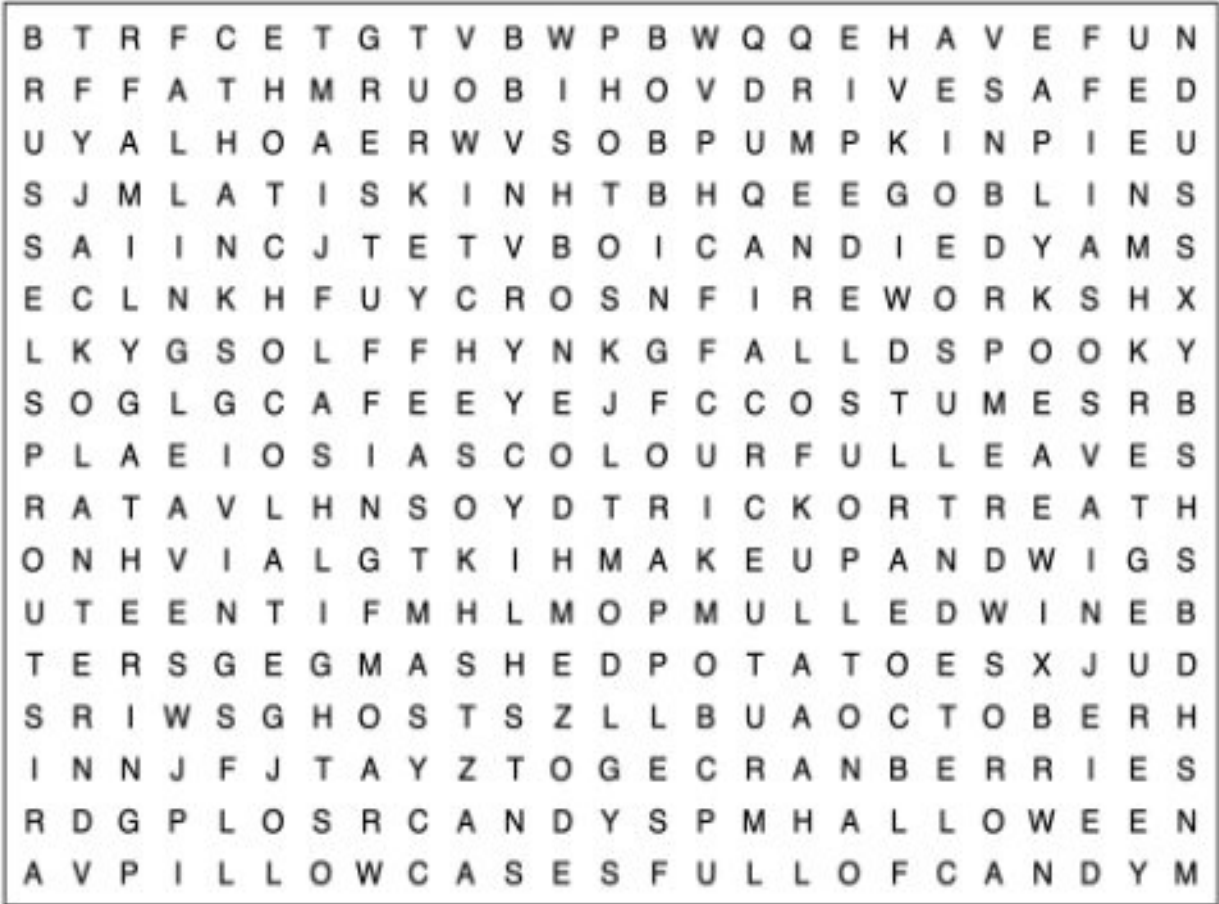 B T R F C E T G T V B W P B W Q Q E H A V E F U N
R F F A T H M R U O B I H O V D R I V E S A F E D
U Y A L H O A E R W V S O B P U M P K I N P I E U
S J M L A T I S K I N H T B H Q E E G O B L I N S
S A I I N C J T E T V B O I C A N D I E D Y A M S
E C L N K H F U Y C R O S N F I R E W O R K S H X
L K Y G S O L F F H Y N K G F A L L D S P O O K Y
S O G L G C A F E E Y E J F C C O S T U M E S R B
P L A E I O S I A S C O L O U R F U L L E A V E S
R A T A V L H N S O Y D T R I C K O R T R E A T H
O N H V I A L G T K I H M A K E U P A N D W I G S
U T E E N T I F M H L M O P M U L L E D W I N E B
T E R S G E G M A S H E D P O T A T O E S X J U D
S R I W S G H O S T S Z L L B U A O C T O B E R H
I N N J F J T A Y Z T O G E C R A N B E R R I E S
R D G P L O S R C A N D Y S P M H A L L O W E E N
A V P I L L O W C A S E S F U L L O F C A N D Y M